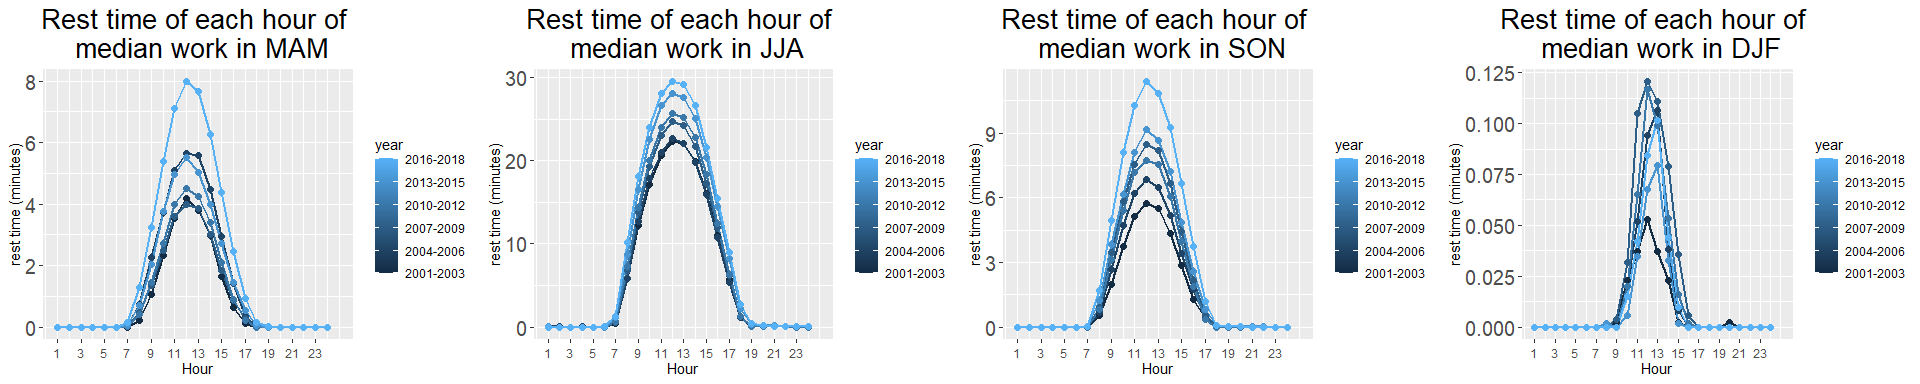 Rest time of each hour of
median work in MAM
rest time (minutes)
8
6
4
2
0
1 3 5 7 9 11 13 15 17 19 21 23
Hour
year
2016-2018
2013-2015
2010-2012
2007-2009
2004-2006
2001-2003
Rest time of each hour of
median work in JJA
rest time (minutes)
30
20
10
0
1 3 5 7 9 11 13 15 17 19 21 23
Hour
year
2016-2018
2013-2015
2010-2012
2007-2009
2004-2006
2001-2003
Rest time of each hour of
median work in SON
rest time (minutes)
9
6
3
0
1 3 5 7 9 11 13 15 17 19 21 23
Hour
year
2016-2018
2013-2015
2010-2012
2007-2009
2004-2006
2001-2003
Rest time of each hour of
median work in DJF
rest time (minutes)
0.125
0.100
0.075
0.050
0.025
0.000
1 3 5 7 9 11 13 15 17 19 21 23
Hour
year
2016-2018
2013-2015
2010-2012
2007-2009
2004-2006
2001-2003